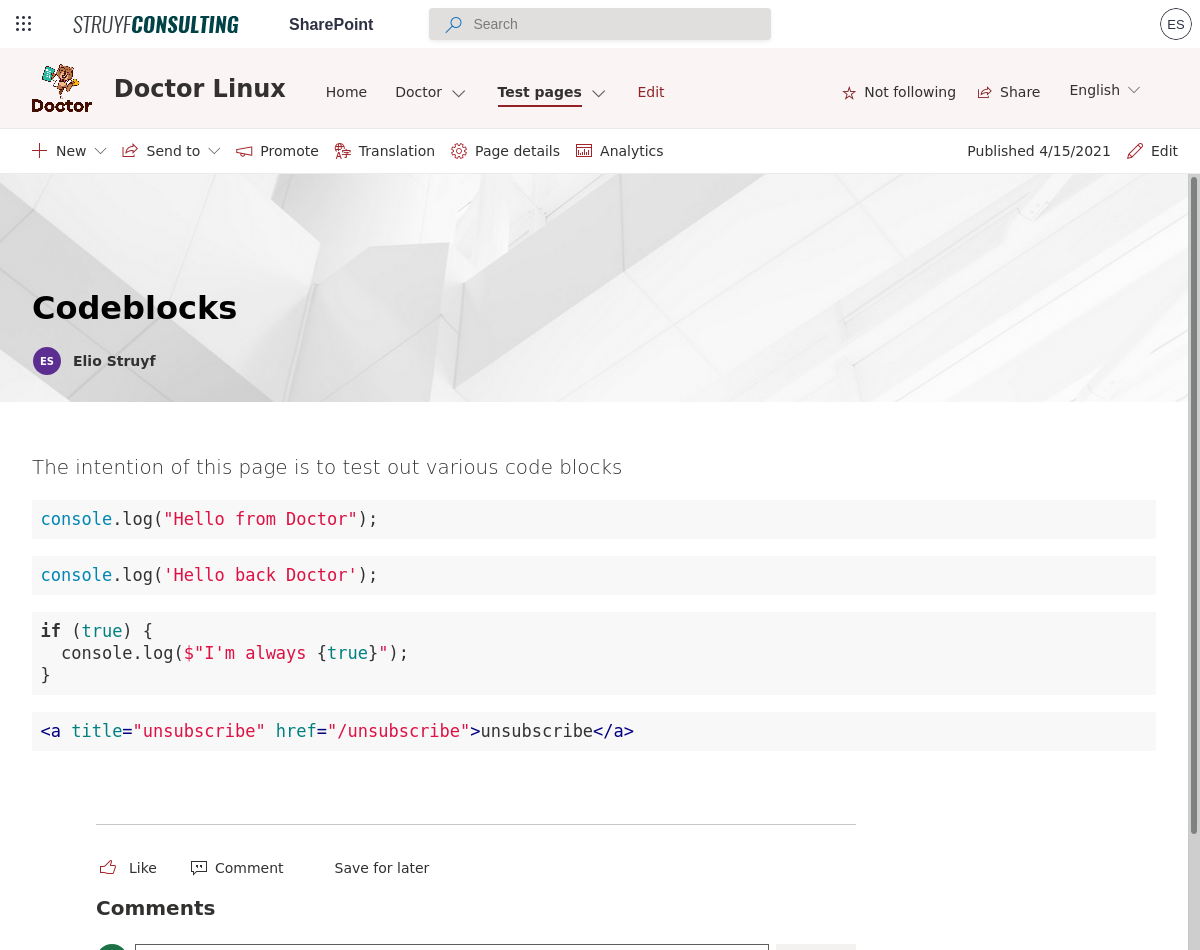 STRUYFCONSULTING SharePoint Search ES
Doctor Doctor Linux Home Doctor Test pages Edit Not following Share English
New Send to Promote Translation Page details Analytics Published 4/15/2021 Edit
Codeblocks
ES Elio Struyf
The intention of this page is to test out various code blocks
console.log("Hello from Doctor");
console.log('Hello back Doctor');
if (true) {
  console.log($"I'm always {true}");
}
<a title="unsubscribe" href="/unsubscribe">unsubscribe</a>
Like Comment Save for later
Comments